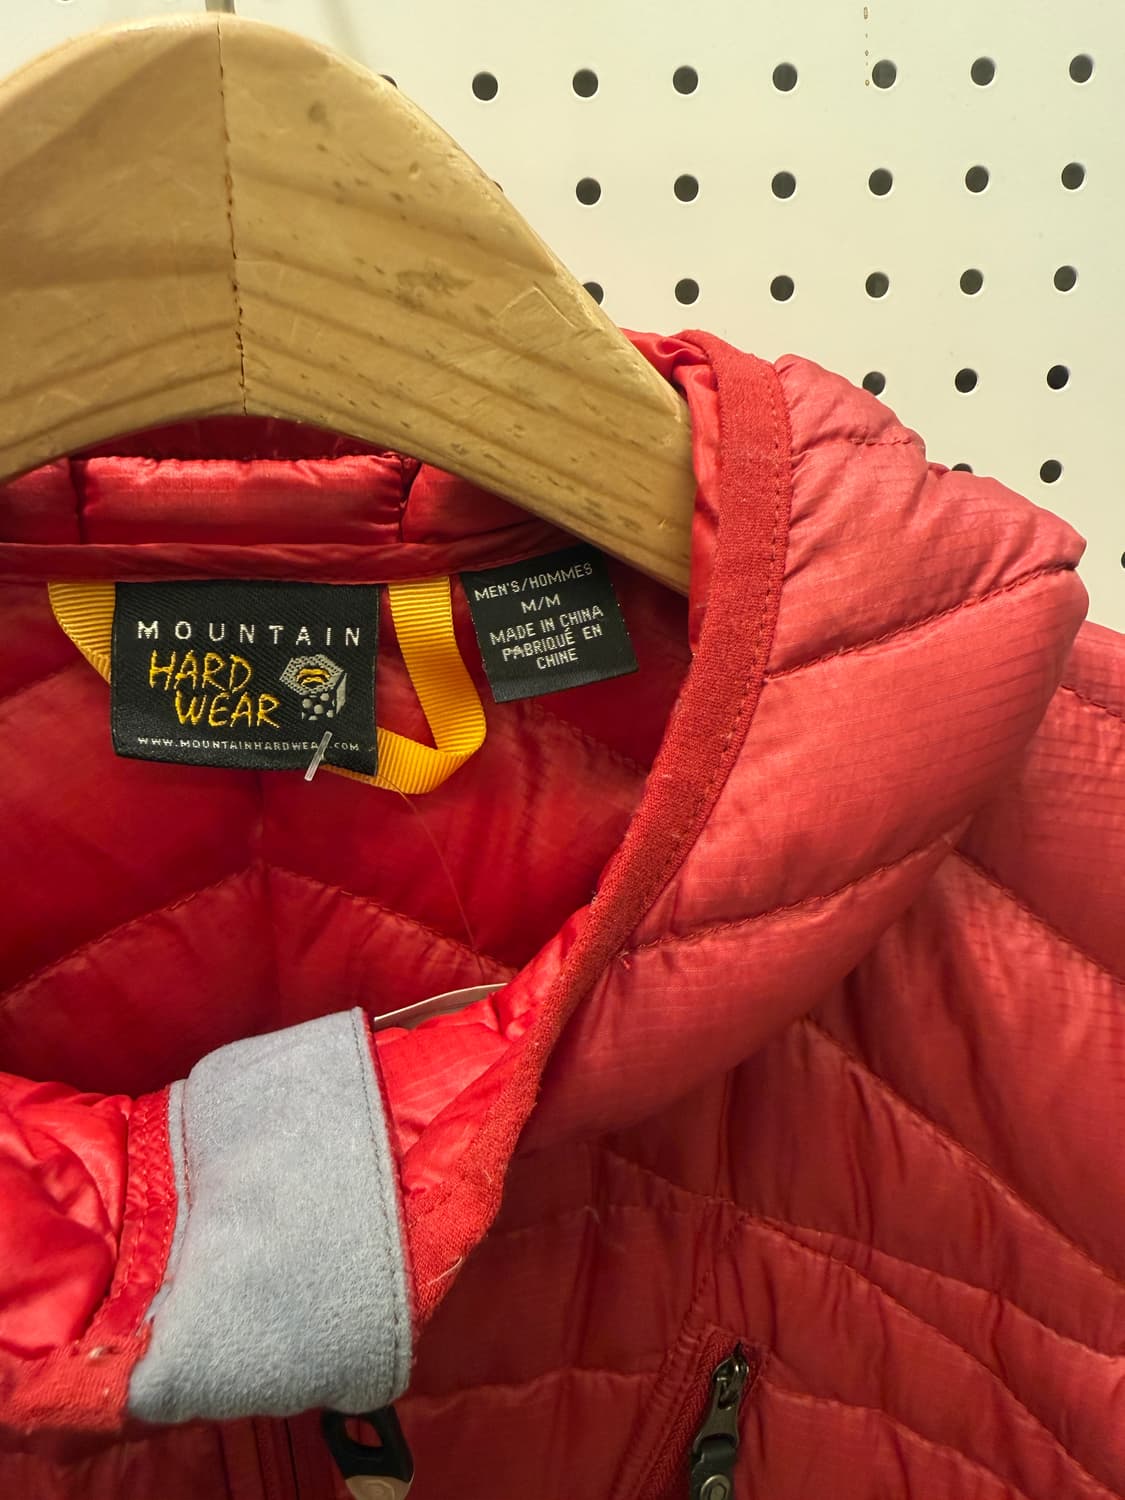 MOUNTAIN
HARD
WEAR
WWW.MOUNTAINHARDWEAR.COM
MEN'S/HOMMES
M/M
MADE IN CHINA
FABRIQUÉ EN
CHINE